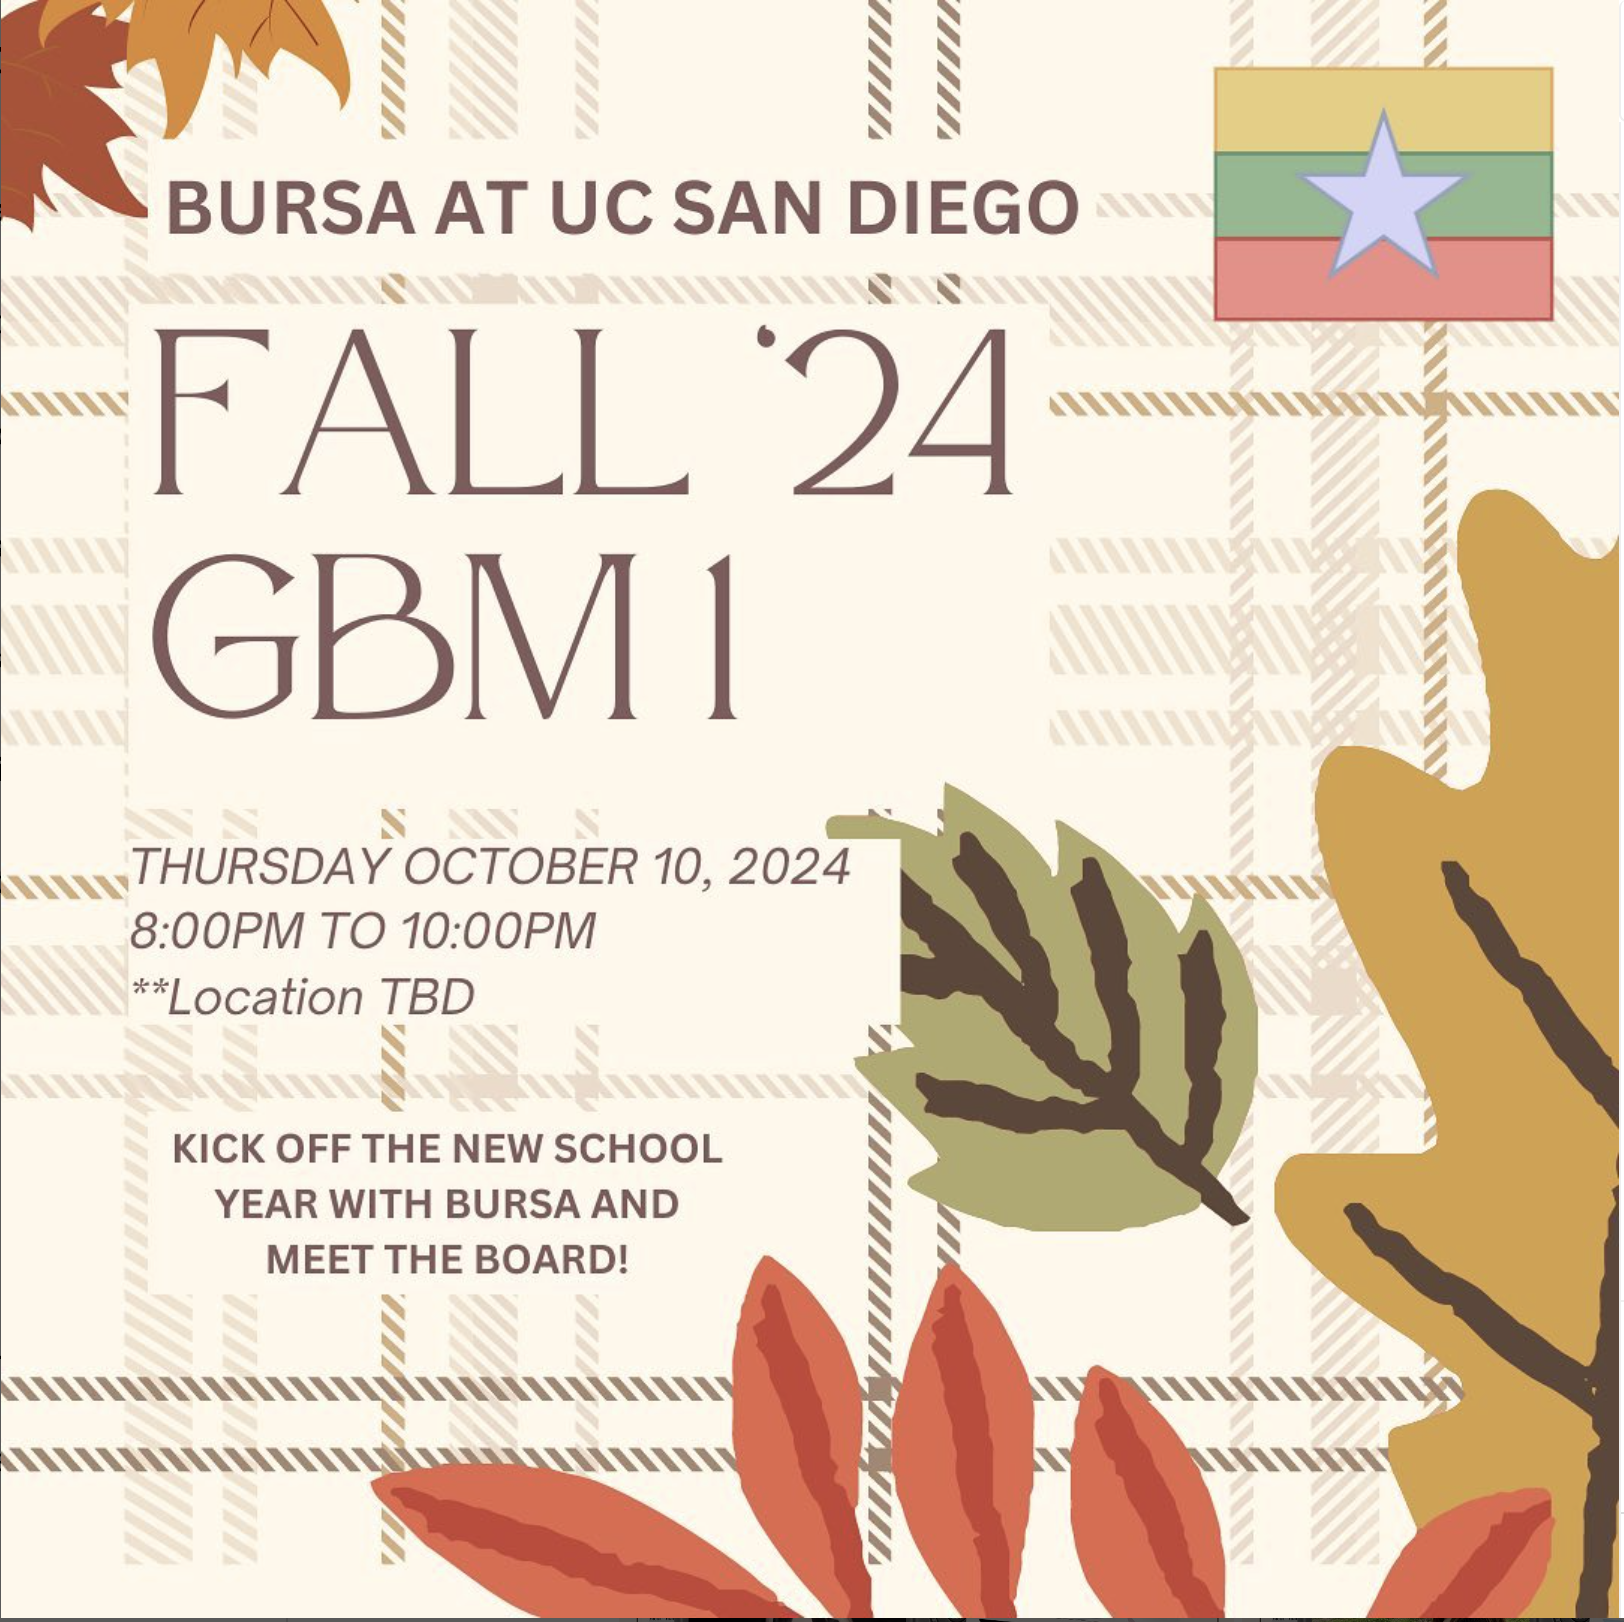 BURSA AT UC SAN DIEGO
FALL ‘24
GBM 1
THURSDAY OCTOBER 10, 2024
8:00PM TO 10:00PM
**Location TBD
KICK OFF THE NEW SCHOOL
YEAR WITH BURSA AND
MEET THE BOARD!